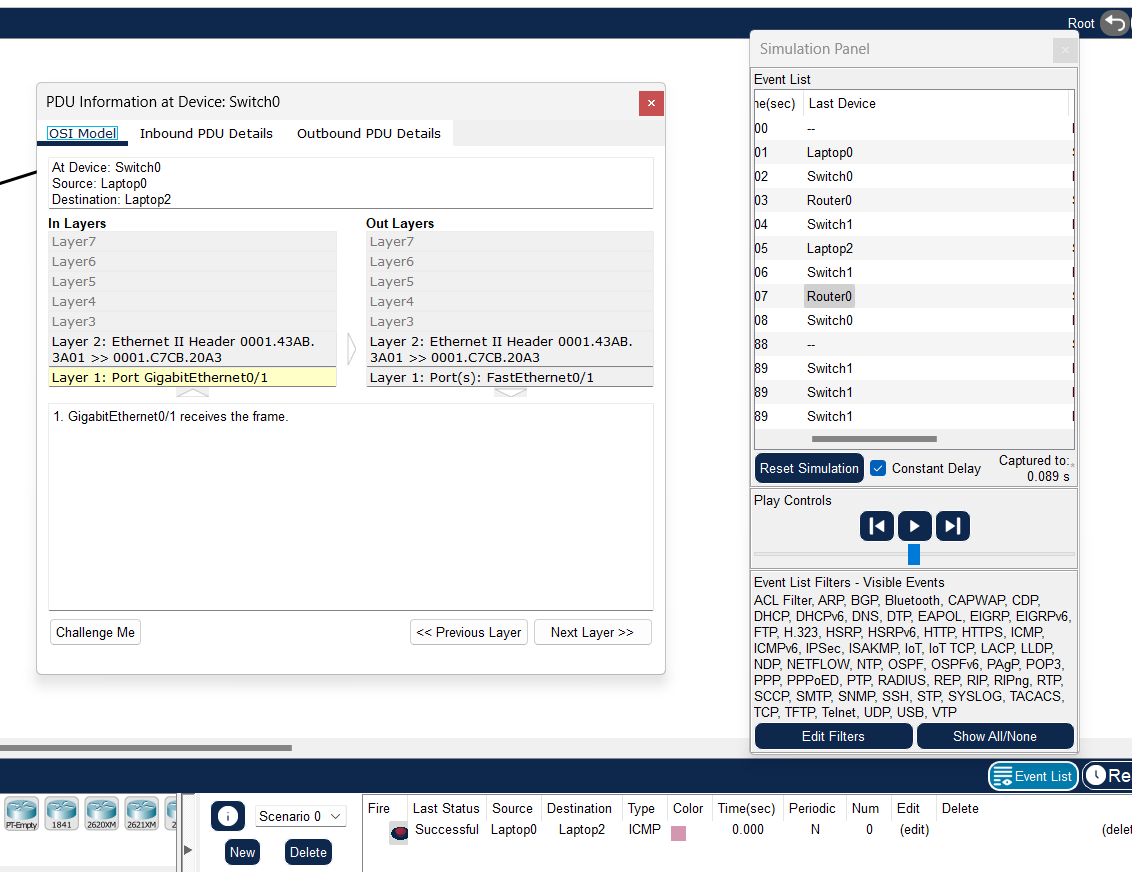 Root
Simulation Panel
Event List
ne(sec) Last Device
00 --
01 Laptop0
02 Switch0
03 Router0
04 Switch1
05 Laptop2
06 Switch1
07 Router0
08 Switch0
88 --
89 Switch1
89 Switch1
89 Switch1
Reset Simulation
Constant Delay
Captured to:
0.089 s
Play Controls
Event List Filters - Visible Events
ACL Filter, ARP, BGP, Bluetooth, CAPWAP, CDP,
DHCP, DHCPv6, DNS, DTP, EAPOL, EIGRP, EIGRPv6,
FTP, H.323, HSRP, HSRPv6, HTTP, HTTPS, ICMP,
ICMPv6, IPSec, ISAKMP, IoT, IoT TCP, LACP, LLDP,
NDP, NETFLOW, NTP, OSPF, OSPFv6, PAgP, POP3,
PPP, PPPoED, PTP, RADIUS, REP, RIP, RIPng, RTP,
SCCP, SMTP, SNMP, SSH, STP, SYSLOG, TACACS,
TCP, TFTP, Telnet, UDP, USB, VTP
Edit Filters
Show All/None
PDU Information at Device: Switch0
OSI Model Inbound PDU Details Outbound PDU Details
At Device: Switch0
Source: Laptop0
Destination: Laptop2
In Layers
Layer7
Layer6
Layer5
Layer4
Layer3
Layer 2: Ethernet II Header 0001.43AB.
3A01 >> 0001.C7CB.20A3
Layer 1: Port GigabitEthernet0/1
Out Layers
Layer7
Layer6
Layer5
Layer4
Layer3
Layer 2: Ethernet II Header 0001.43AB.
3A01 >> 0001.C7CB.20A3
Layer 1: Port(s): FastEthernet0/1
1. GigabitEthernet0/1 receives the frame.
Challenge Me
<< Previous Layer
Next Layer >>
Event List
Re
PT-Empty 1841 2620XM 2621XM 2
Scenario 0
New
Delete
Fire Last Status Source Destination Type Color Time(sec) Periodic Num Edit Delete
Successful Laptop0 Laptop2 ICMP 0.000 N 0 (edit) (delet